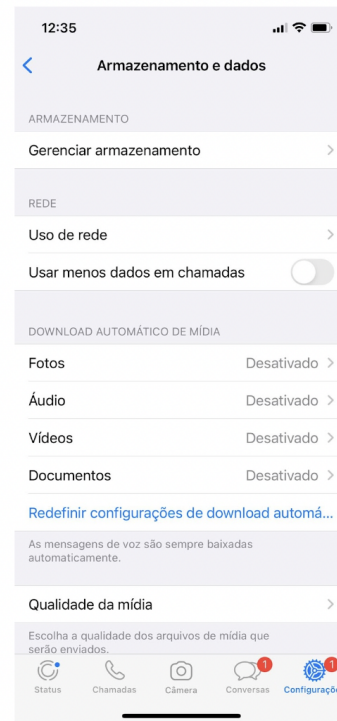 12:35
Armazenamento e dados
ARMAZENAMENTO
Gerenciar armazenamento
REDE
Uso de rede
Usar menos dados em chamadas
DOWNLOAD AUTOMÁTICO DE MÍDIA
Fotos Desativado
Áudio Desativado
Vídeos Desativado
Documentos Desativado
Redefinir configurações de download automá...
As mensagens de voz são sempre baixadas
automaticamente.
Qualidade da mídia
Escolha a qualidade dos arquivos de mídia que
serão enviados.
1 1
Status Chamadas Câmera Conversas Configuraçõe